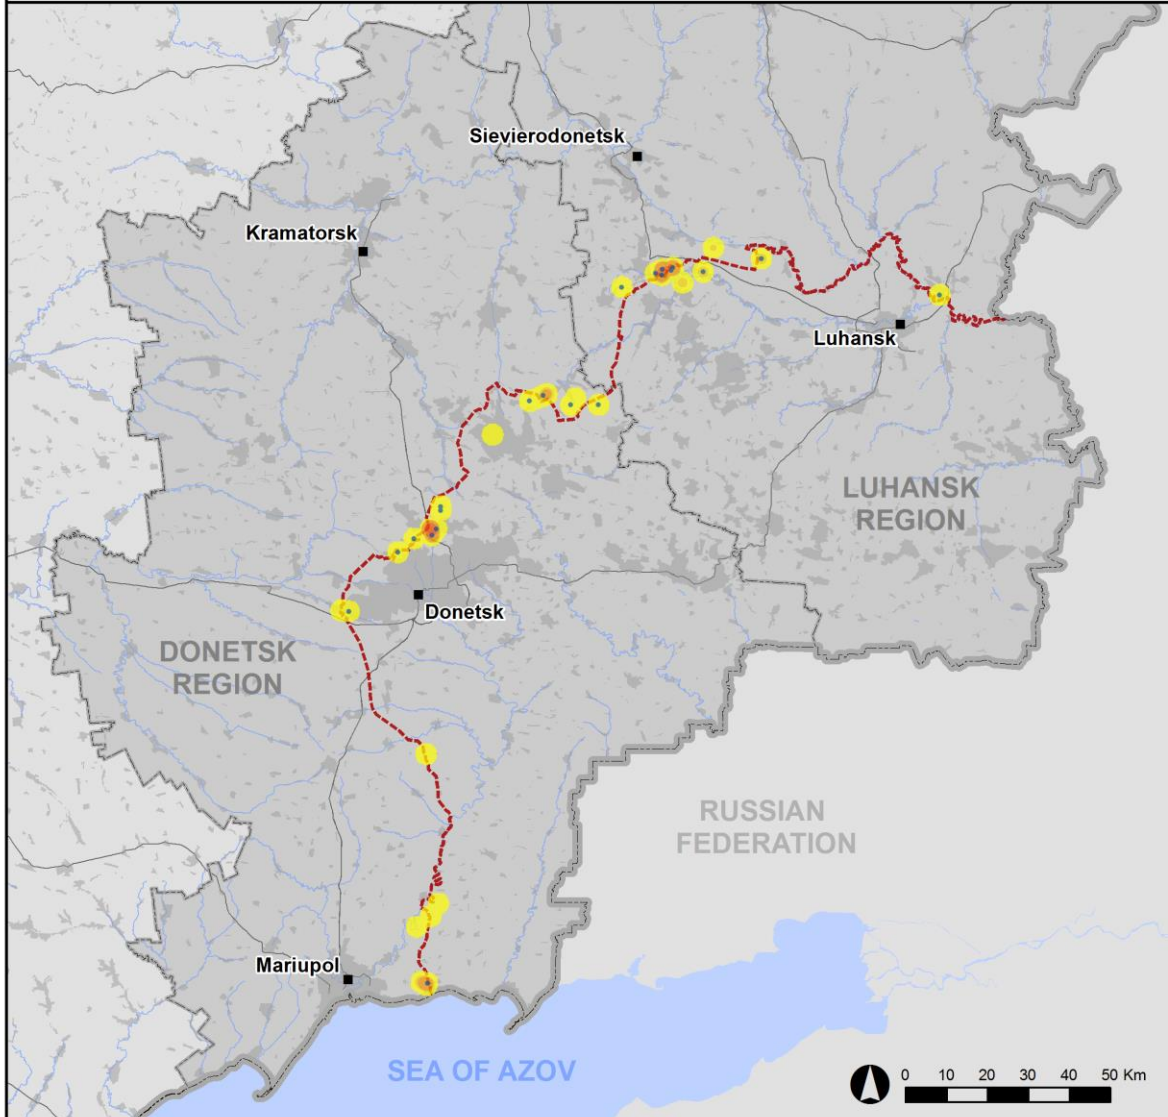 Sievierodonetsk
Kramatorsk
Luhansk
LUHANSK
REGION
Donetsk
DONETSK
REGION
RUSSIAN
FEDERATION
Mariupol
SEA OF AZOV
0 10 20 30 40 50 Km